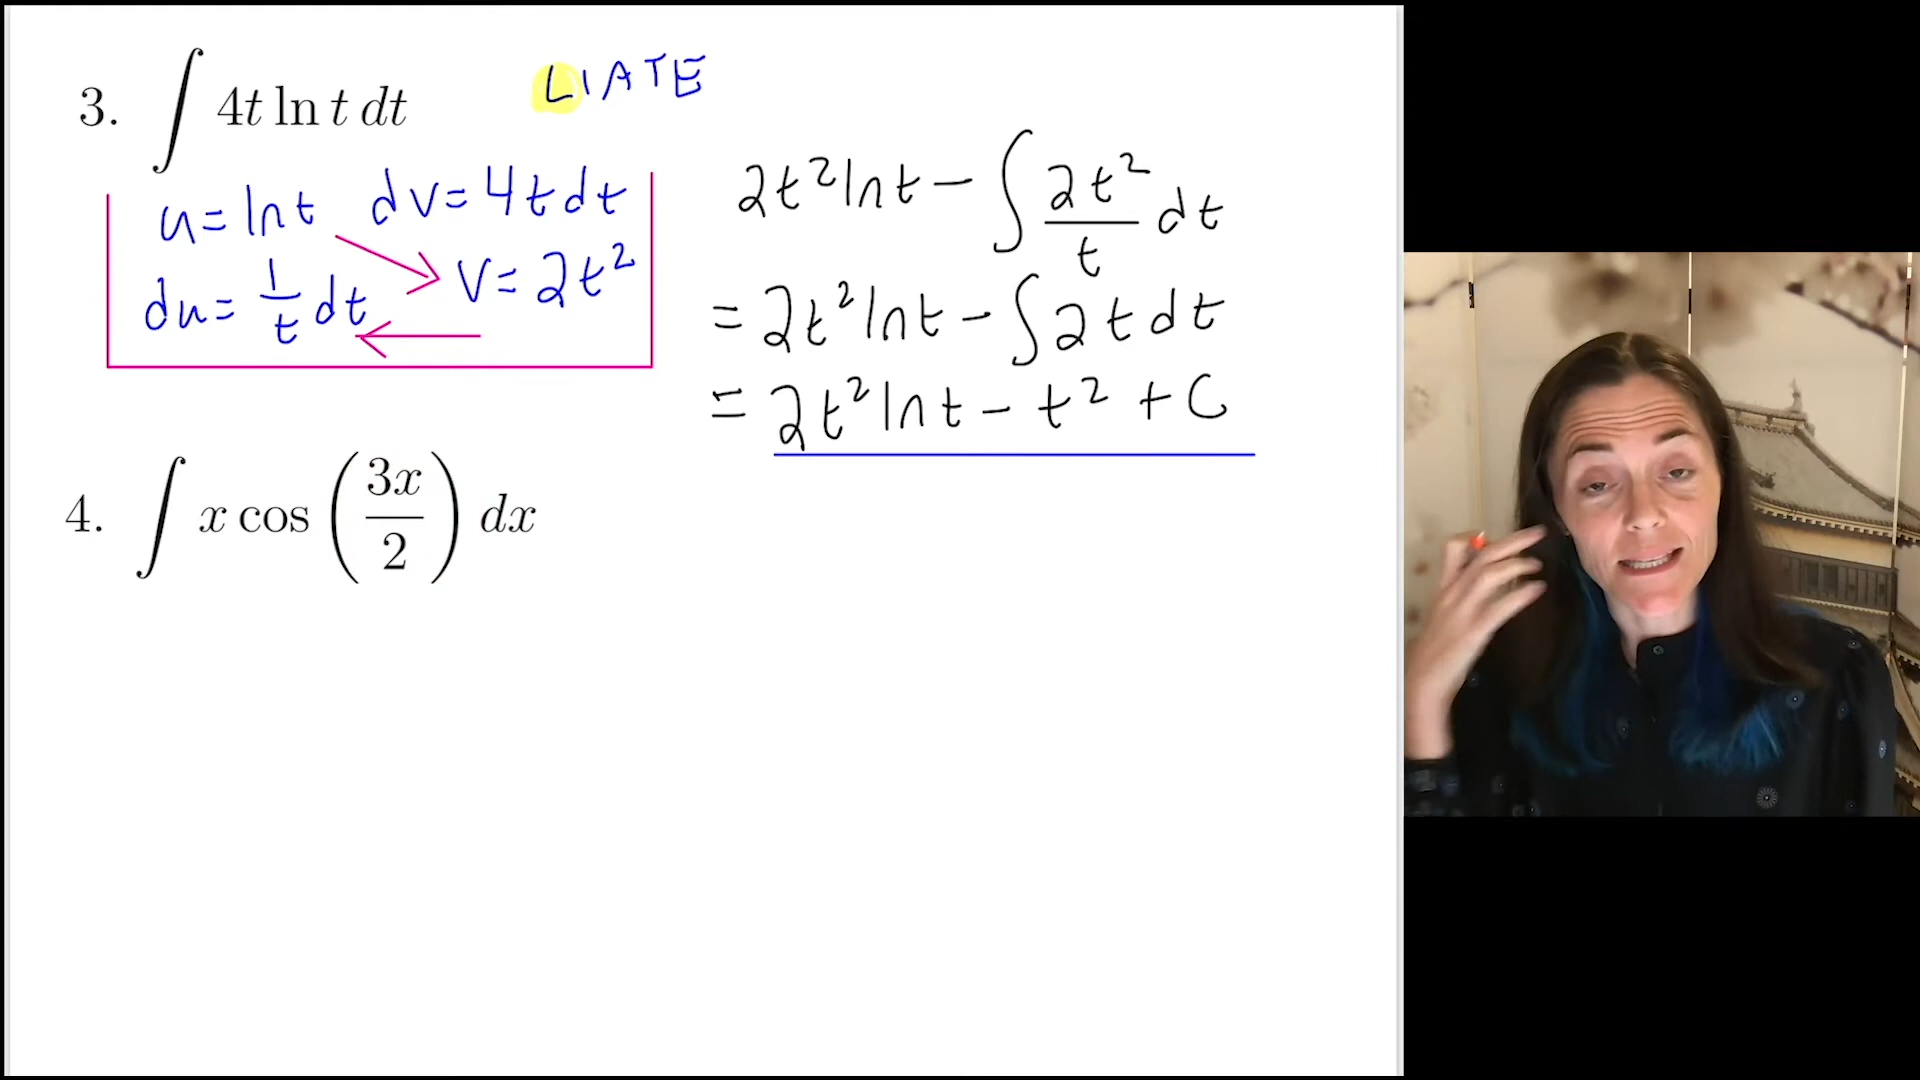 3. ∫ 4t ln t dt
LIATE
u = ln t dv = 4t dt
du = 1/t dt v = 2t²
2t² ln t − ∫ 2t²/t dt
= 2t² ln t − ∫ 2t dt
= 2t² ln t − t² + C
4. ∫ x cos (3x/2) dx